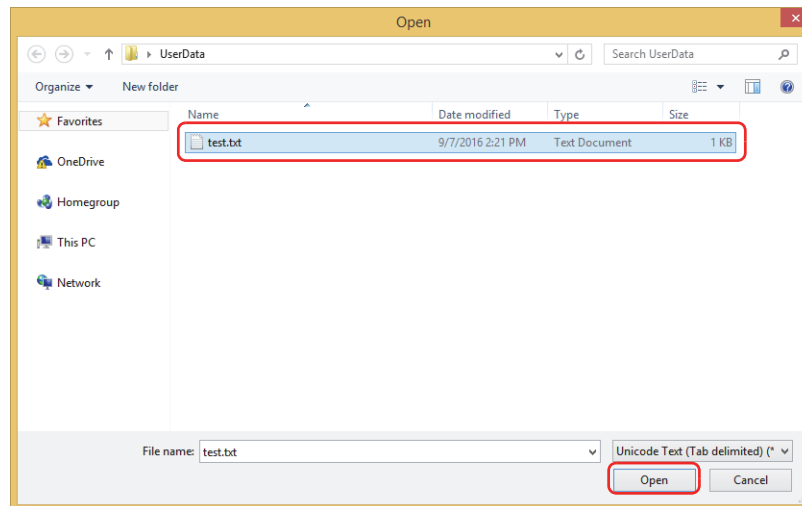 Open
UserData
Search UserData
Organize
New folder
Name Date modified Type Size
Favorites
test.txt 9/7/2016 2:21 PM Text Document 1 KB
OneDrive
Homegroup
This PC
Network
File name: test.txt Unicode Text (Tab delimited) (*
Open Cancel